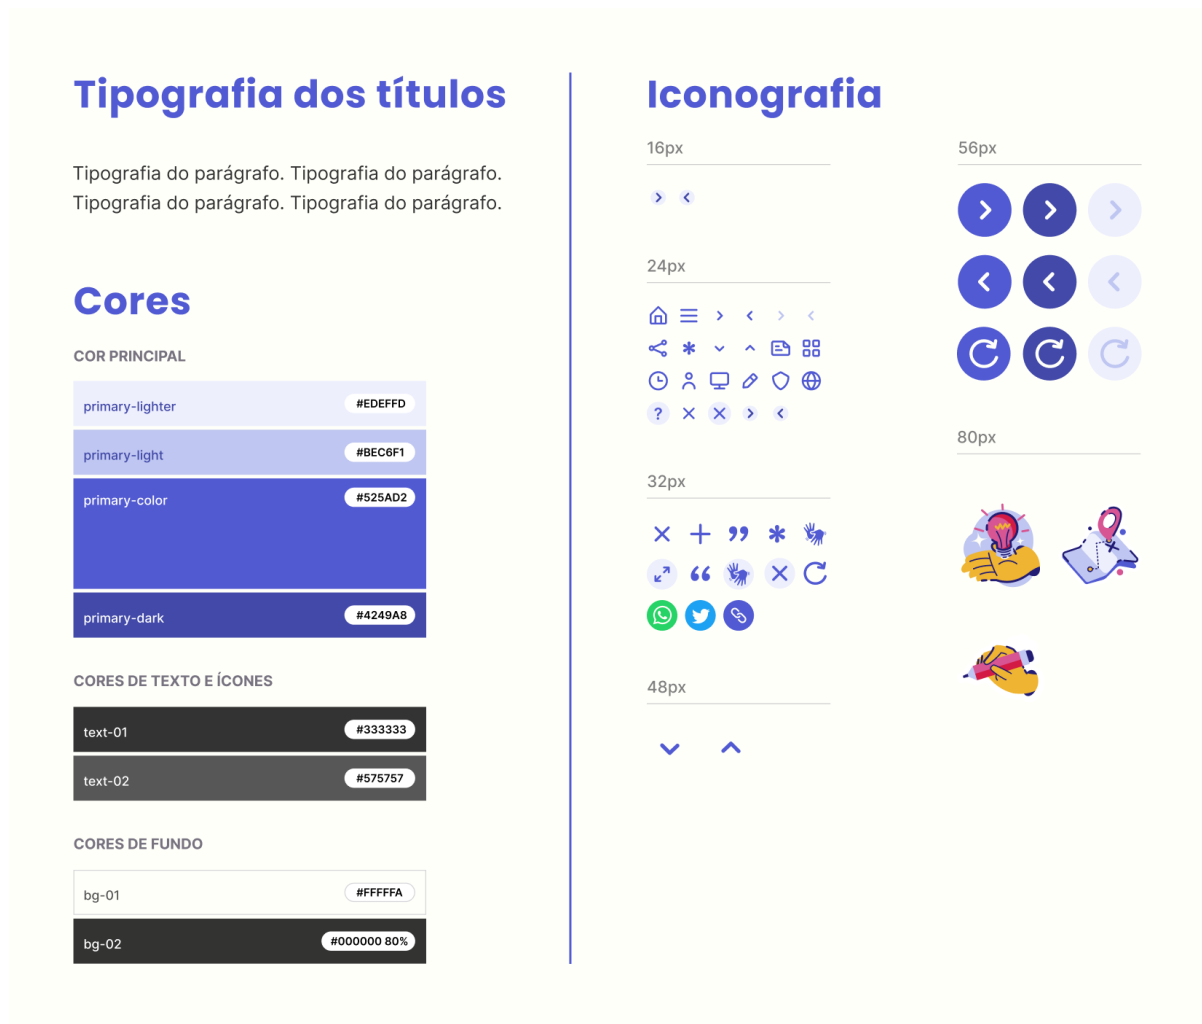 Tipografia dos títulos
Tipografia do parágrafo. Tipografia do parágrafo.
Tipografia do parágrafo. Tipografia do parágrafo.
Cores
COR PRINCIPAL
primary-lighter #EDEFFD
primary-light #BEC6F1
primary-color #525AD2
primary-dark #4249A8
CORES DE TEXTO E ÍCONES
text-01 #333333
text-02 #575757
CORES DE FUNDO
bg-01 #FFFFFA
bg-02 #000000 80%
Iconografia
16px
24px
?
32px
48px
56px
80px